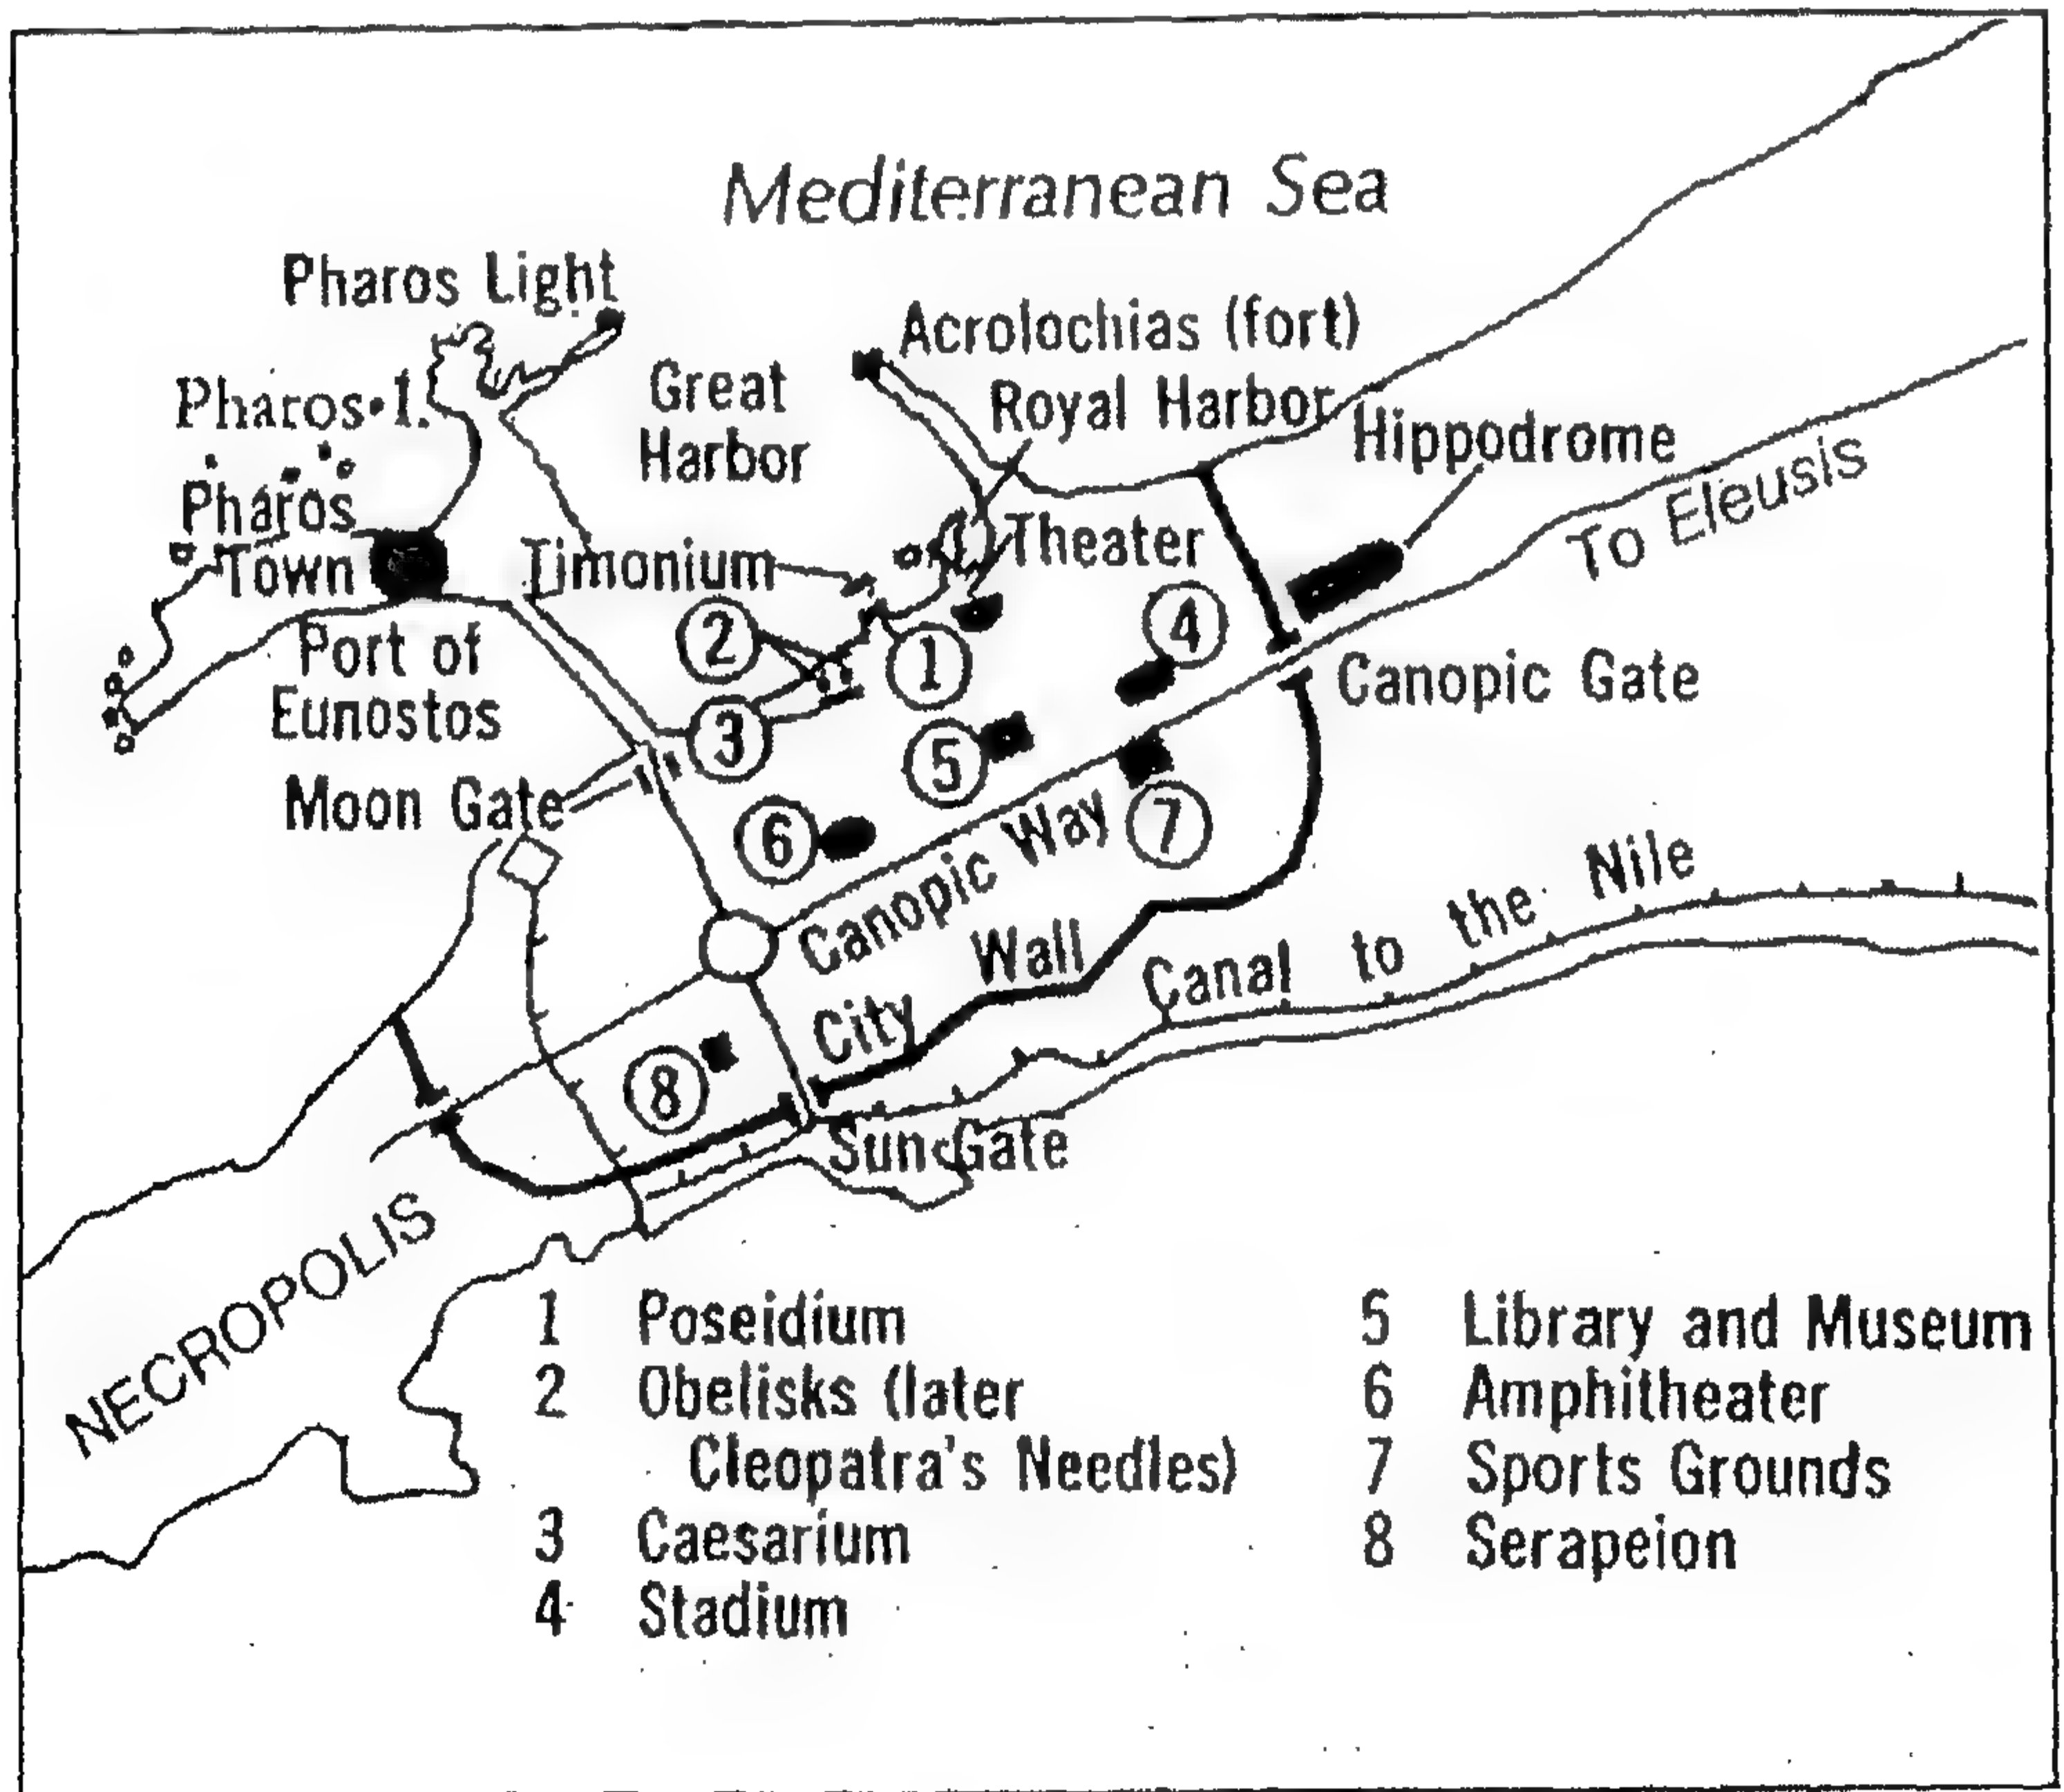 Mediterranean Sea
Pharos Light
Acrolochias (fort)
Great
Harbor
Royal Harbor
Pharos I.
Hippodrome
To Eleusis
Pharos
Town
Timonium
Theater
2
4
1
Port of
Eunostos
Canopic Gate
3
5
Moon Gate
6
7
Canopic Way
Canal to the Nile
City Wall
8
Sun Gate
NECROPOLIS
1 Poseidium
2 Obelisks (later
Cleopatra's Needles)
3 Caesarium
4 Stadium
5 Library and Museum
6 Amphitheater
7 Sports Grounds
8 Serapeion